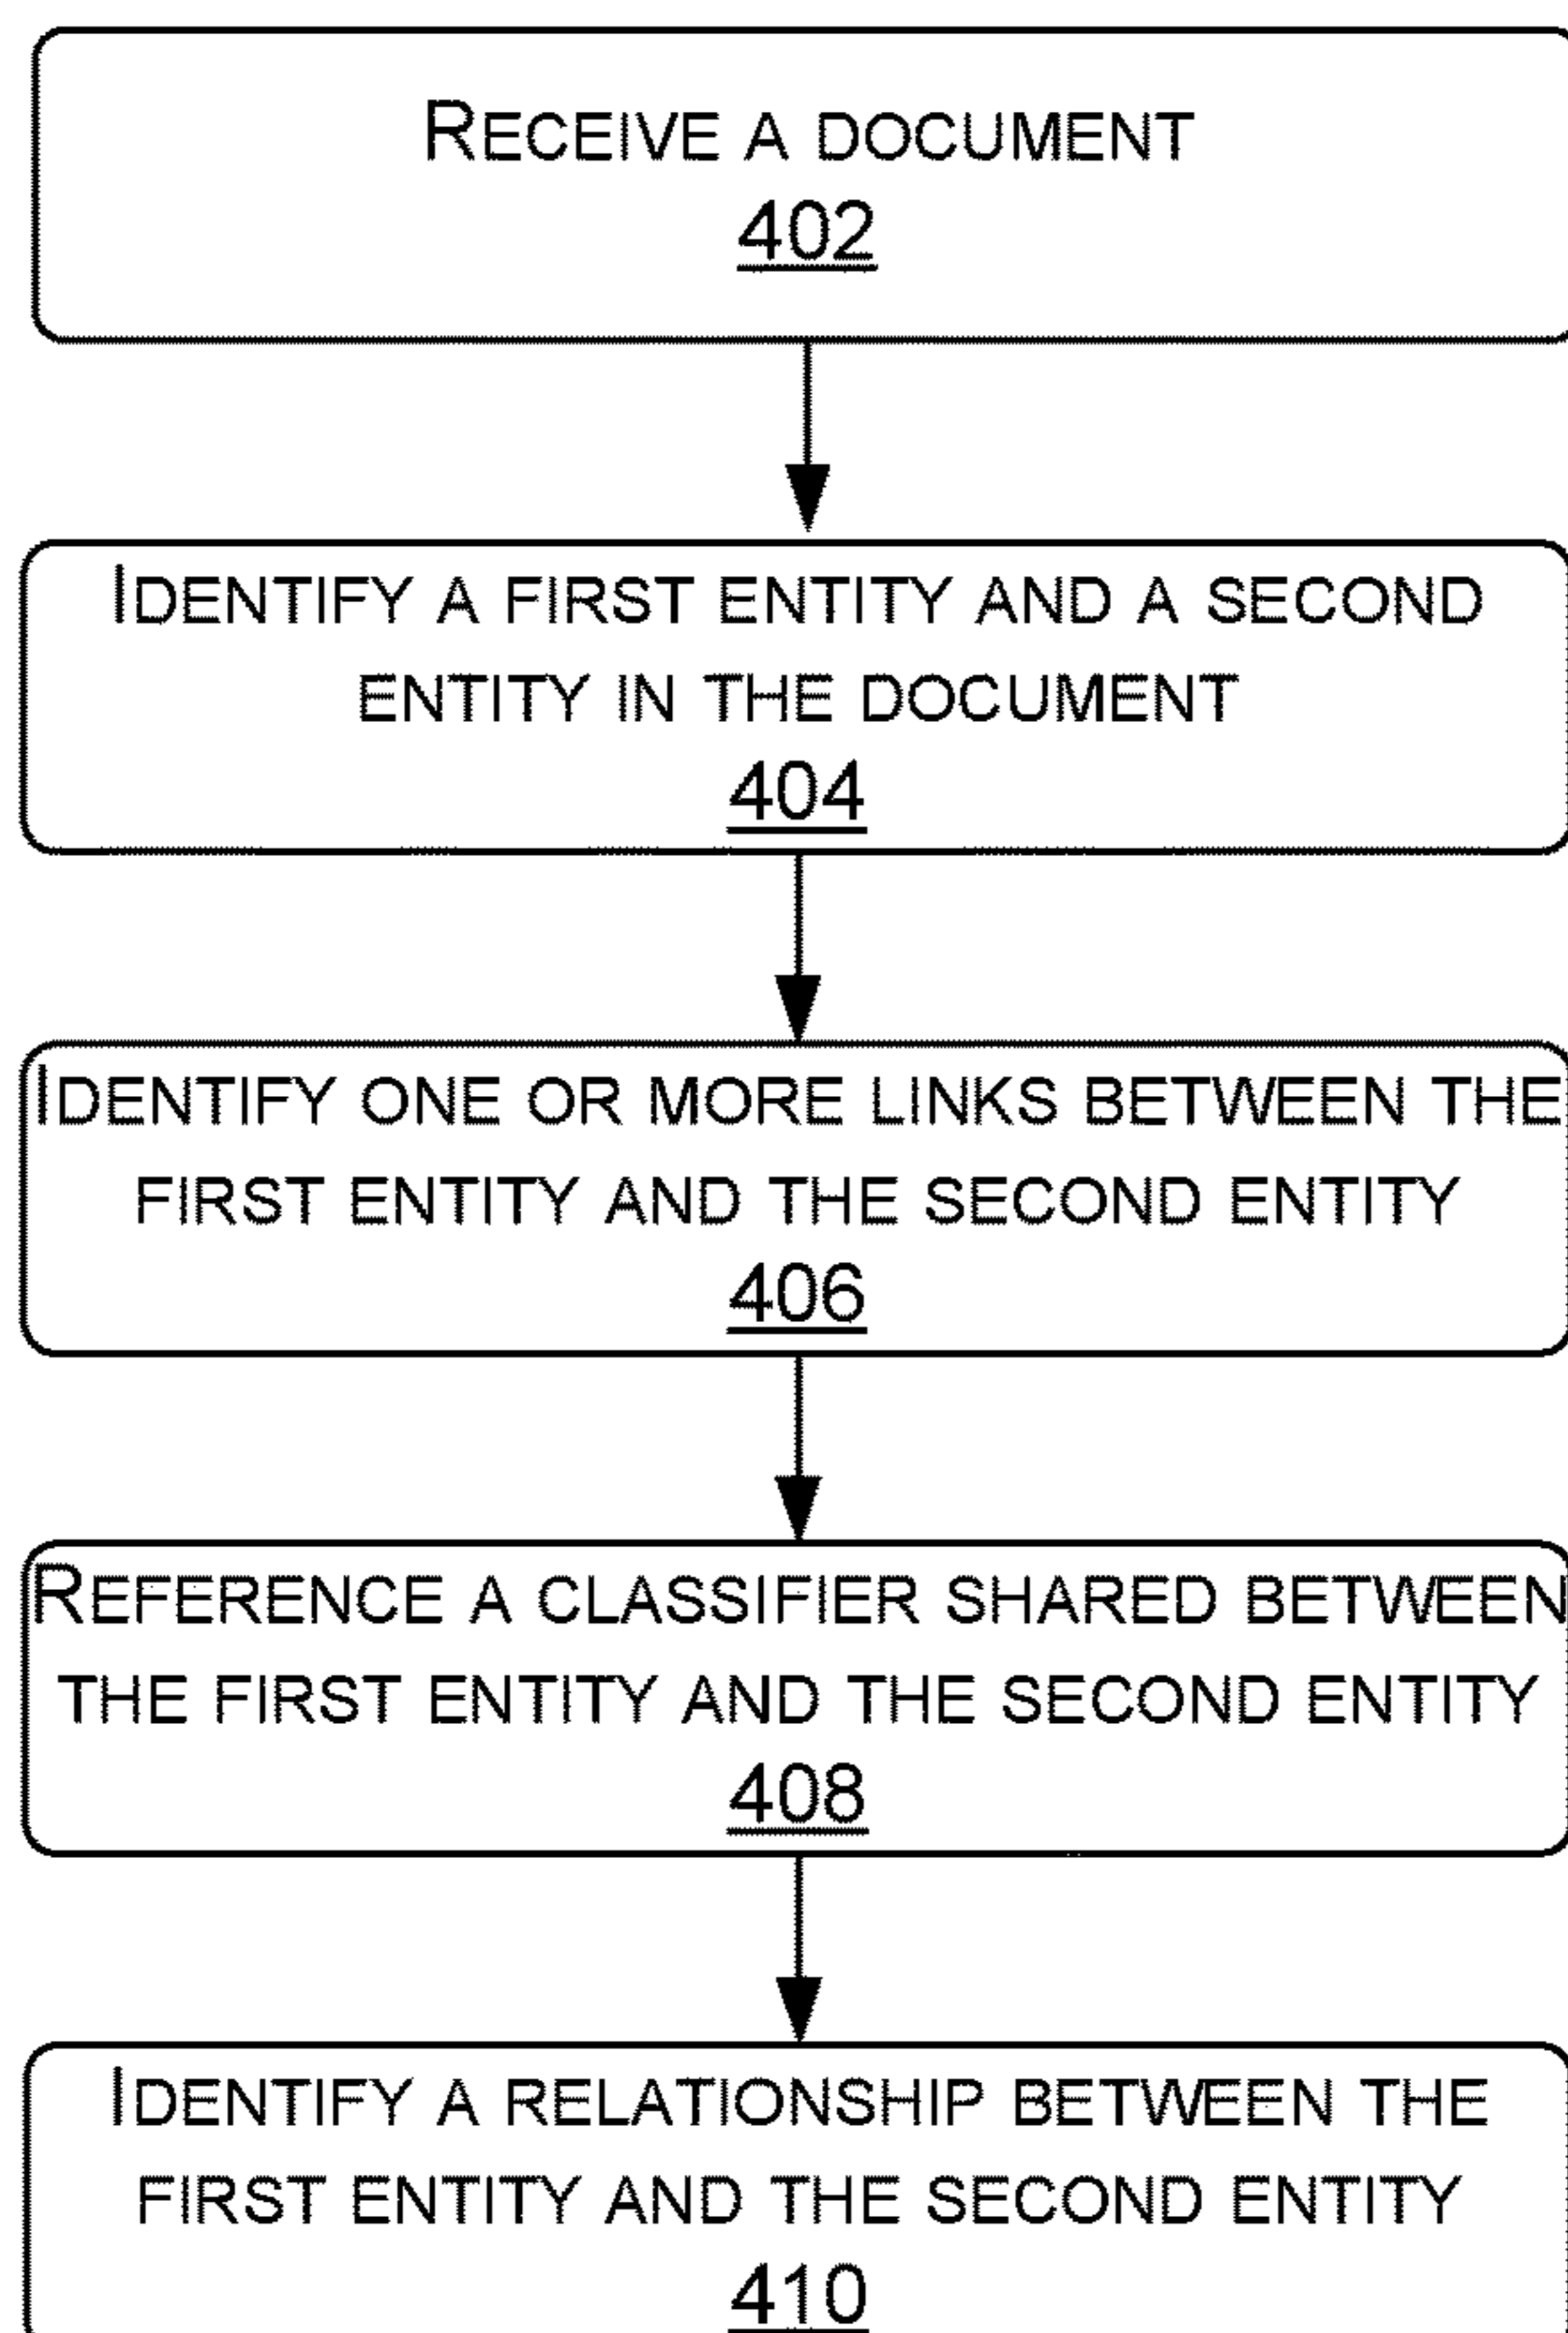 RECEIVE A DOCUMENT
402
IDENTIFY A FIRST ENTITY AND A SECOND
ENTITY IN THE DOCUMENT
404
IDENTIFY ONE OR MORE LINKS BETWEEN THE
FIRST ENTITY AND THE SECOND ENTITY
406
REFERENCE A CLASSIFIER SHARED BETWEEN
THE FIRST ENTITY AND THE SECOND ENTITY
408
IDENTIFY A RELATIONSHIP BETWEEN THE
FIRST ENTITY AND THE SECOND ENTITY
410